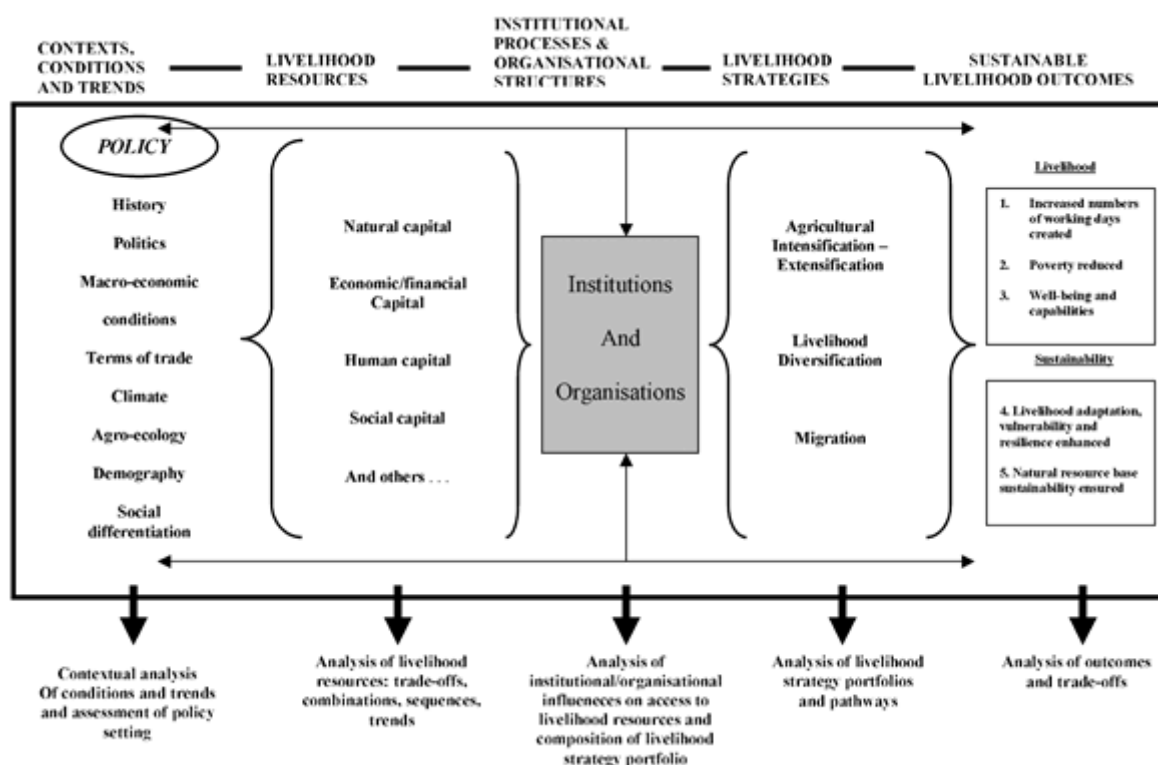 CONTEXTS,
CONDITIONS
AND TRENDS
LIVELIHOOD
RESOURCES
INSTITUTIONAL
PROCESSES &
ORGANISATIONAL
STRUCTURES
LIVELIHOOD
STRATEGIES
SUSTAINABLE
LIVELIHOOD OUTCOMES
POLICY
History
Politics
Macro-economic
conditions
Terms of trade
Climate
Agro-ecology
Demography
Social
differentiation
Natural capital
Economic/financial
Capital
Human capital
Social capital
And others . . .
Institutions
And
Organisations
Agricultural
Intensification –
Extensification
Livelihood
Diversification
Migration
Livelihood
1. Increased numbers
of working days
created
2. Poverty reduced
3. Well-being and
capabilities
Sustainability
4. Livelihood adaptation,
vulnerability and
resilience enhanced
5. Natural resource base
sustainability ensured
Contextual analysis
Of conditions and trends
and assessment of policy
setting
Analysis of livelihood
resources: trade-offs,
combinations, sequences,
trends
Analysis of
institutional/organisational
influeneces on access to
livelihood resources and
composition of livelihood
strategy portfolio
Analysis of livelihood
strategy portfolios
and pathways
Analysis of outcomes
and trade-offs